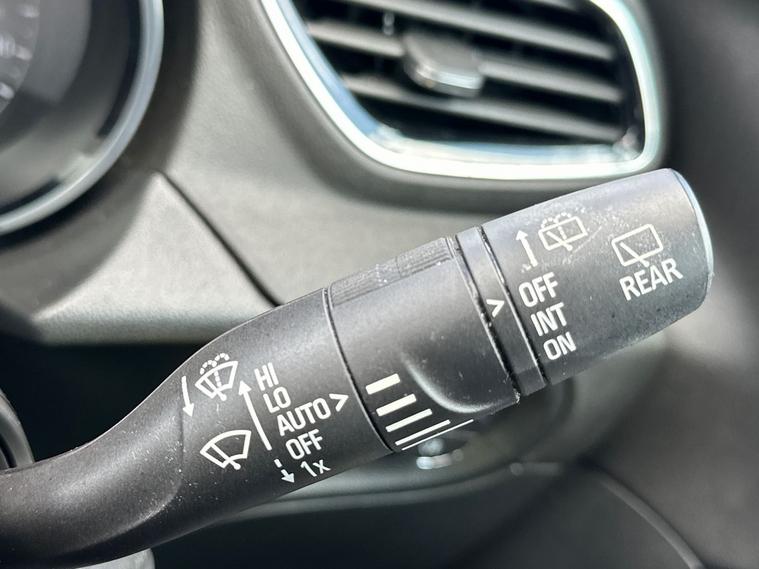 HI
LO
AUTO >
OFF
1x
>
OFF
INT
ON
REAR